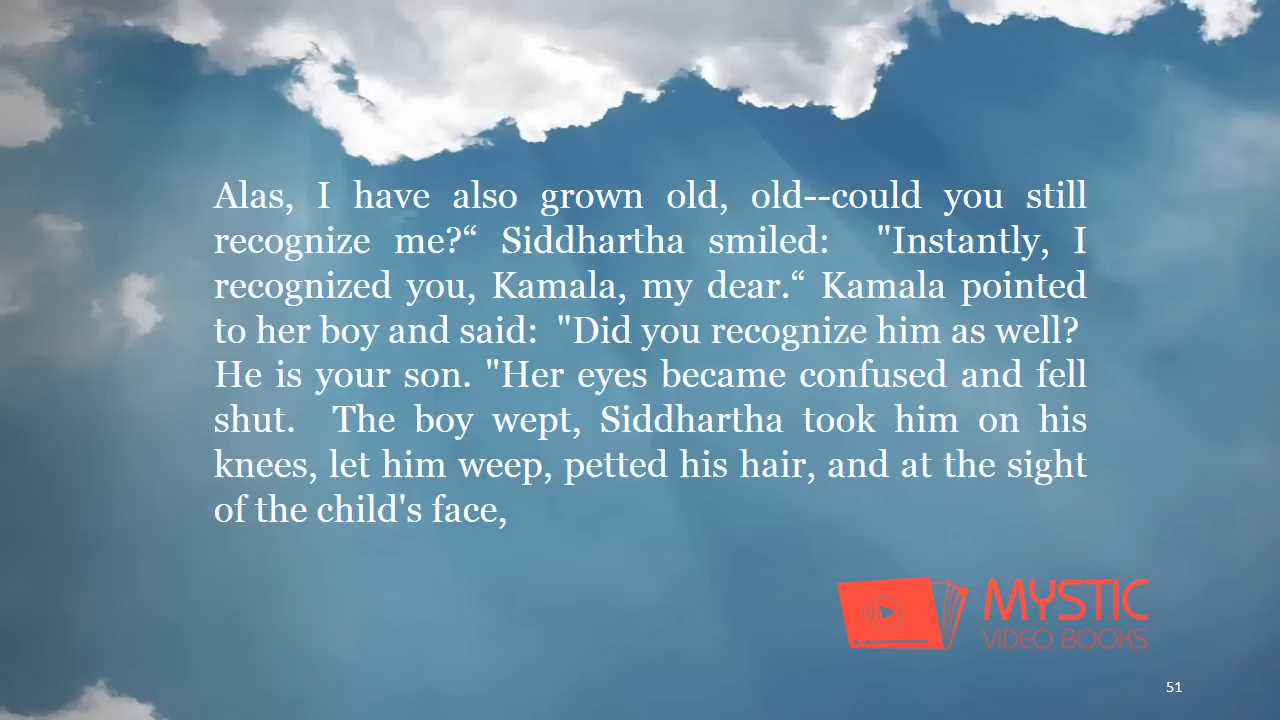 Alas, I have also grown old, old--could you still
recognize me?“ Siddhartha smiled:  "Instantly, I
recognized you, Kamala, my dear.“ Kamala pointed
to her boy and said:  "Did you recognize him as well?
He is your son. "Her eyes became confused and fell
shut.  The boy wept, Siddhartha took him on his
knees, let him weep, petted his hair, and at the sight
of the child's face,
MYSTIC
VIDEO BOOKS
51